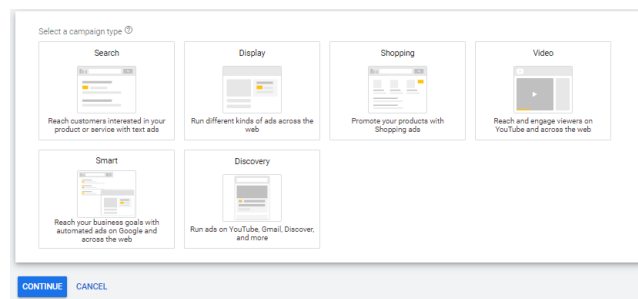 Select a campaign type
Search
Display
Shopping
Video
Reach customers interested in your
product or service with text ads
Run different kinds of ads across the
web
Promote your products with
Shopping ads
Reach and engage viewers on
YouTube and across the web
Smart
Discovery
Reach your business goals with
automated ads on Google and
across the web
Run ads on YouTube, Gmail, Discover,
and more
CONTINUE
CANCEL